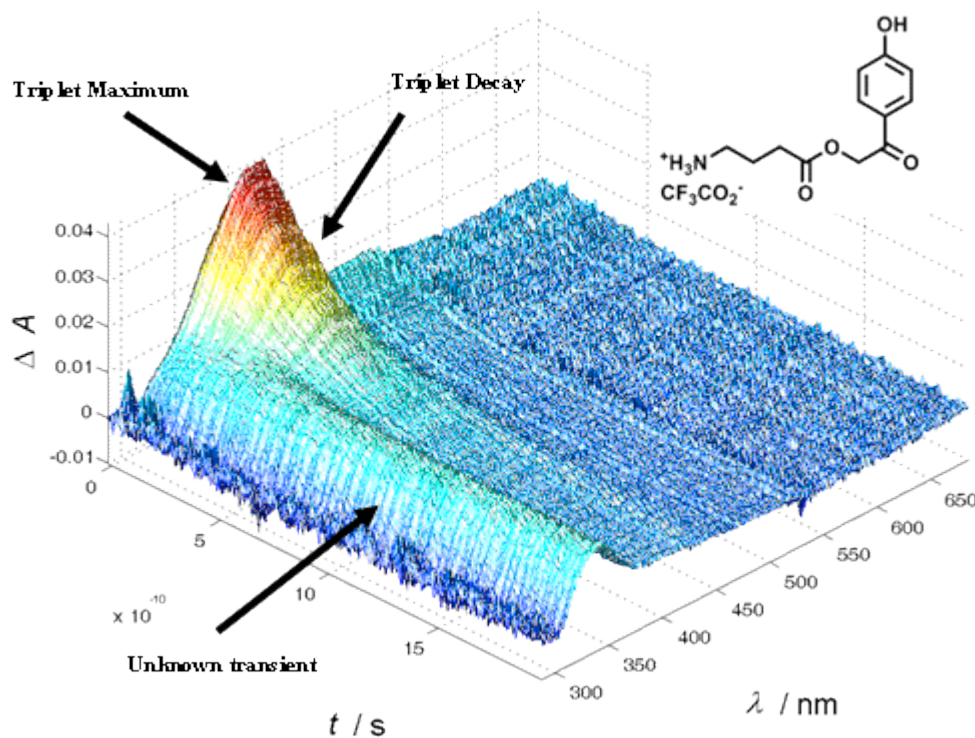 OH
Triplet Maximum
Triplet Decay
O
O
O
+H3N
CF3CO2-
0.04
0.03
0.02
0.01
0
-0.01
Δ A
0
5
10
15
x 10-10
t / s
300
350
400
450
500
550
600
650
λ / nm
Unknown transient